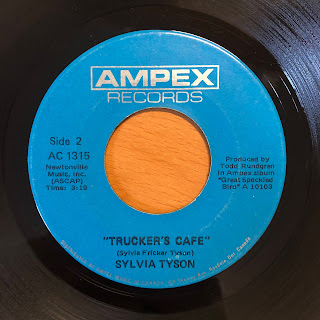 AMPEX
RECORDS
Side 2
AC 1315
Newtonville
Music, Inc.
(ASCAP)
Time: 3:19
Produced by
Todd Rundgren
In Ampex album
"Great Speckled
Bird" A 10103
"TRUCKER'S CAFE"
(Sylvia Fricker Tyson)
SYLVIA TYSON